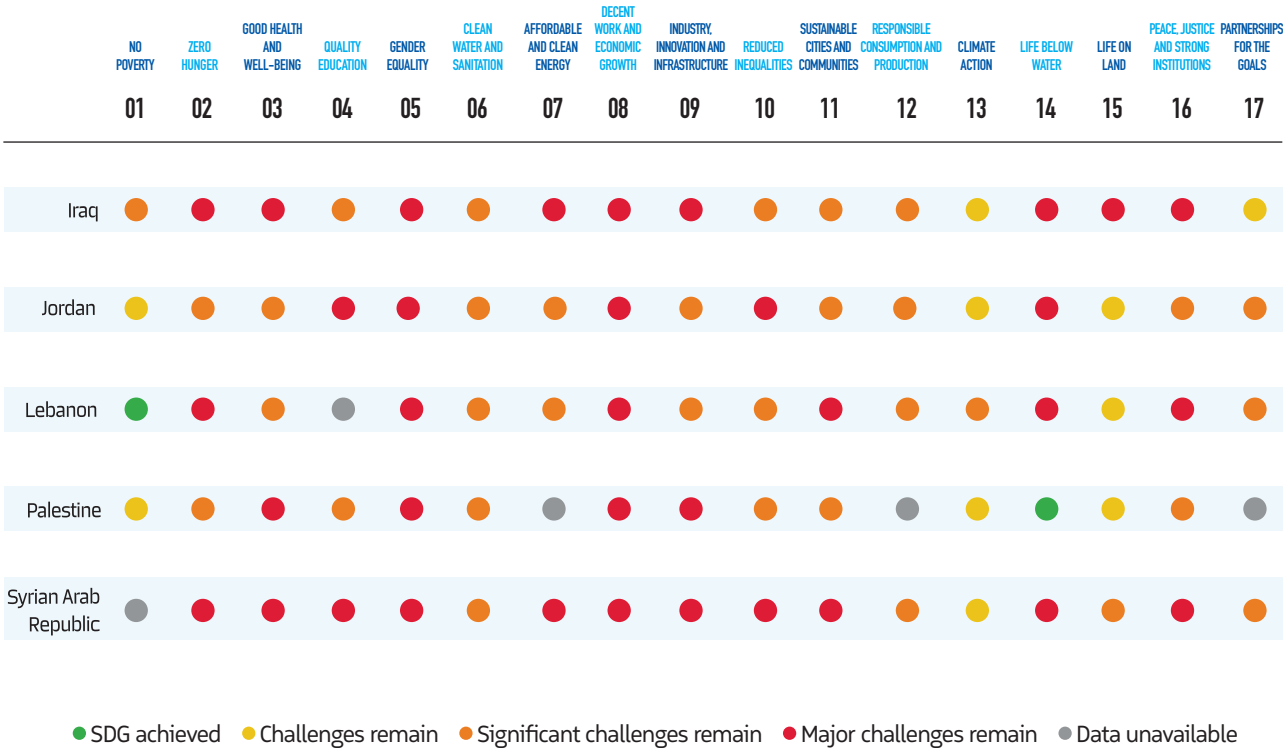 NO
POVERTY
ZERO
HUNGER
GOOD HEALTH
AND
WELL-BEING
QUALITY
EDUCATION
GENDER
EQUALITY
CLEAN
WATER AND
SANITATION
AFFORDABLE
AND CLEAN
ENERGY
DECENT
WORK AND
ECONOMIC
GROWTH
INDUSTRY,
INNOVATION AND
INFRASTRUCTURE
REDUCED
INEQUALITIES
SUSTAINABLE
CITIES AND
COMMUNITIES
RESPONSIBLE
CONSUMPTION AND
PRODUCTION
CLIMATE
ACTION
LIFE BELOW
WATER
LIFE ON
LAND
PEACE, JUSTICE
AND STRONG
INSTITUTIONS
PARTNERSHIPS
FOR THE
GOALS
01 02 03 04 05 06 07 08 09 10 11 12 13 14 15 16 17
Iraq
Jordan
Lebanon
Palestine
Syrian Arab
Republic
SDG achieved Challenges remain Significant challenges remain Major challenges remain Data unavailable